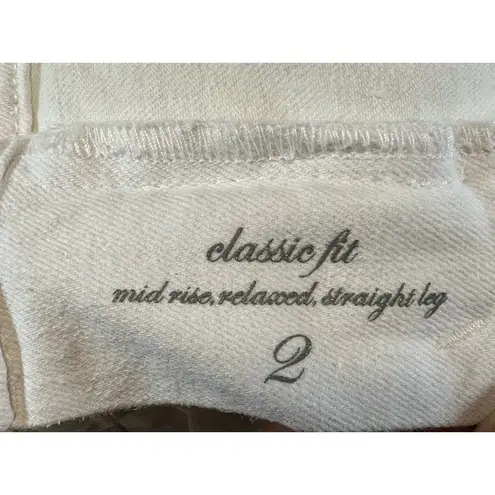 classic fit
mid rise, relaxed, straight leg
2